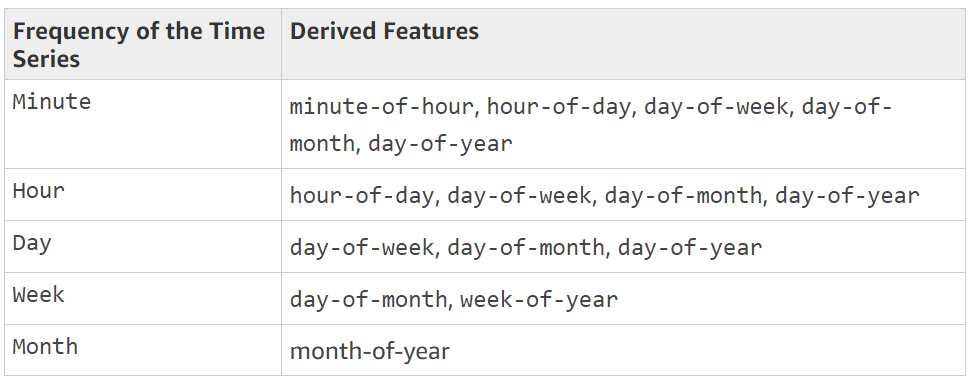 Frequency of the Time Series
Derived Features
Minute
minute-of-hour, hour-of-day, day-of-week, day-of-
month, day-of-year
Hour
hour-of-day, day-of-week, day-of-month, day-of-year
Day
day-of-week, day-of-month, day-of-year
Week
day-of-month, week-of-year
Month
month-of-year